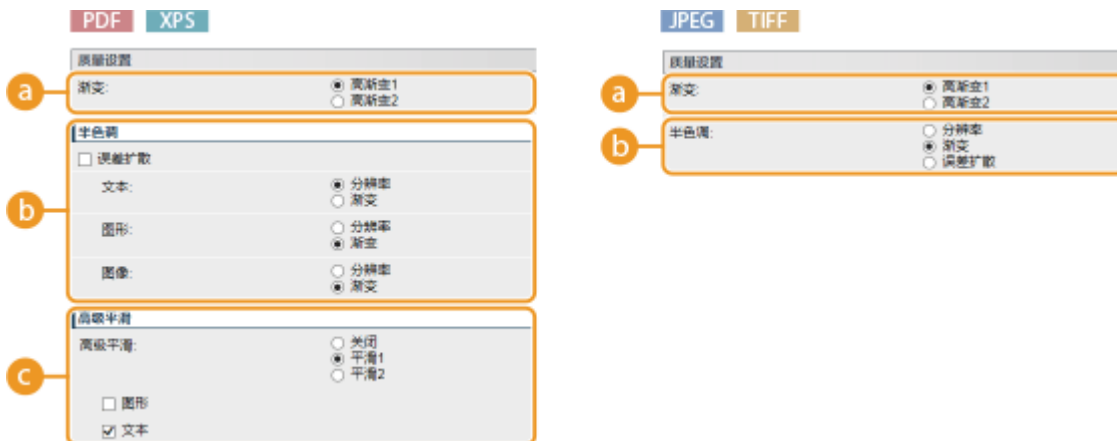 PDF XPS
质量设置
a
渐变: 高渐变1
高渐变2
b
半色调
误差扩散
文本: 分辨率
渐变
图形: 分辨率
渐变
图像: 分辨率
渐变
c
高级平滑
高级平滑: 关闭
平滑1
平滑2
图形
文本
JPEG TIFF
质量设置
a
渐变: 高渐变1
高渐变2
b
半色调: 分辨率
渐变
误差扩散